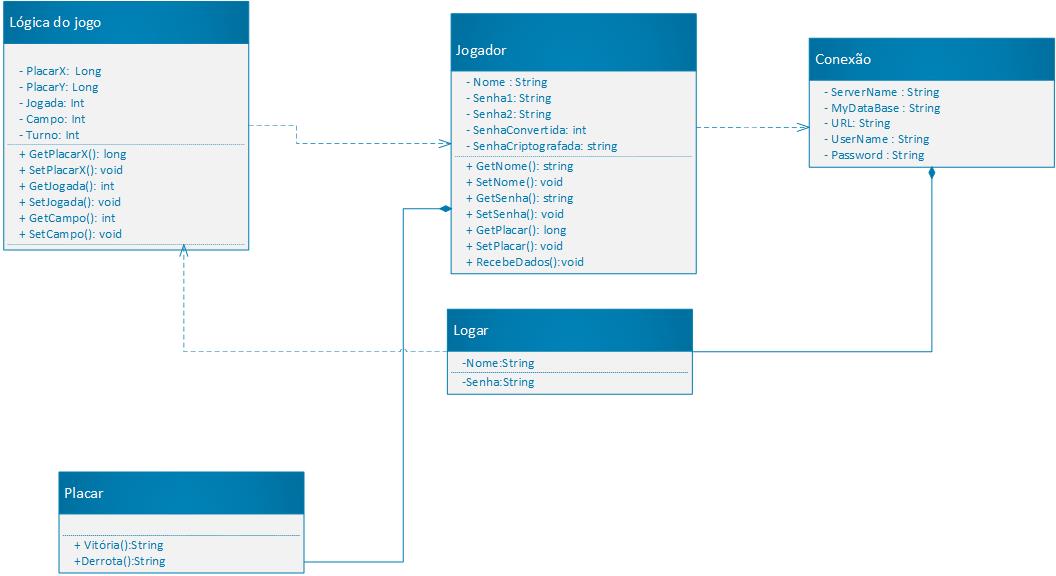 Lógica do jogo
- PlacarX:  Long
- PlacarY: Long
- Jogada: Int
- Campo: Int
- Turno: Int
+ GetPlacarX(): long
+ SetPlacarX(): void
+ GetJogada(): int
+ SetJogada(): void
+ GetCampo(): int
+ SetCampo(): void
Jogador
- Nome : String
- Senha1: String
- Senha2: String
- SenhaConvertida: int
- SenhaCriptografada: string
+ GetNome(): string
+ SetNome(): void
+ GetSenha(): string
+ SetSenha(): void
+ GetPlacar(): long
+ SetPlacar(): void
+ RecebeDados():void
Conexão
- ServerName : String
- MyDataBase : String
- URL: String
- UserName : String
- Password : String
Logar
-Nome:String
-Senha:String
Placar
+ Vitória():String
+Derrota():String